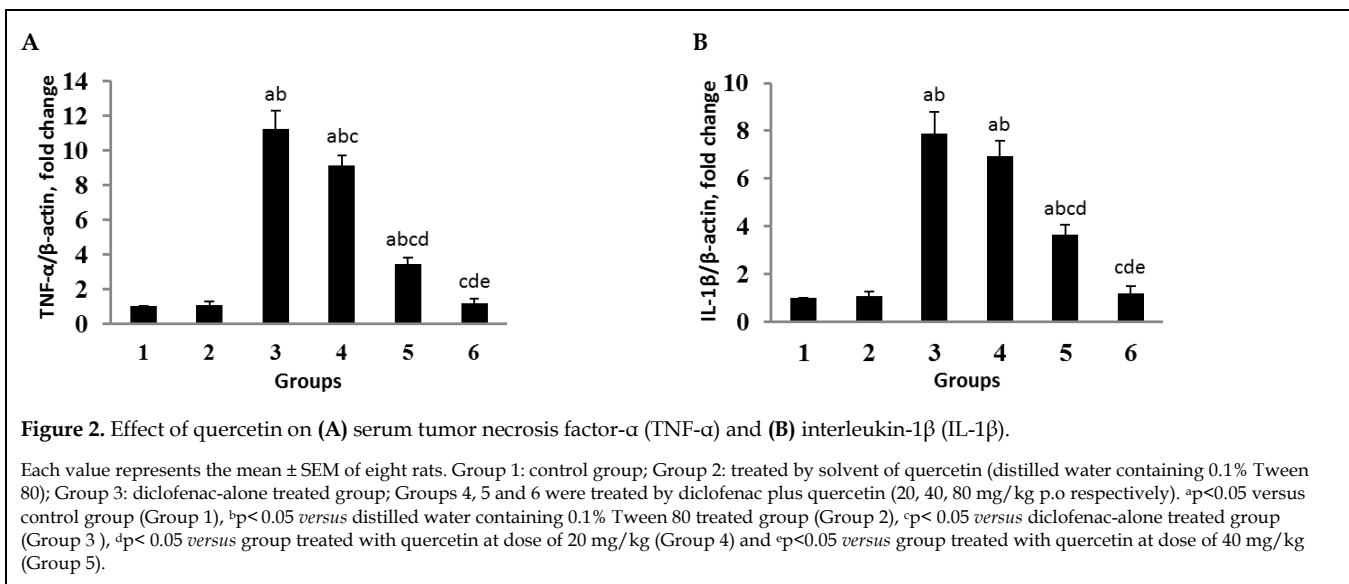 A
TNF-α/β-actin, fold change
14
12
10
8
6
4
2
0
ab
abc
abcd
cde
1 2 3 4 5 6
Groups
B
IL-1β/β-actin, fold change
10
8
6
4
2
0
ab
ab
abcd
cde
1 2 3 4 5 6
Groups
Figure 2. Effect of quercetin on (A) serum tumor necrosis factor-α (TNF-α) and (B) interleukin-1β (IL-1β).
Each value represents the mean ± SEM of eight rats. Group 1: control group; Group 2: treated by solvent of quercetin (distilled water containing 0.1% Tween
80); Group 3: diclofenac-alone treated group; Groups 4, 5 and 6 were treated by diclofenac plus quercetin (20, 40, 80 mg/kg p.o respectively). ᵃp<0.05 versus
control group (Group 1), ᵇp< 0.05 versus distilled water containing 0.1% Tween 80 treated group (Group 2), ᶜp< 0.05 versus diclofenac-alone treated group
(Group 3 ), ᵈp< 0.05 versus group treated with quercetin at dose of 20 mg/kg (Group 4) and ᵉp<0.05 versus group treated with quercetin at dose of 40 mg/kg
(Group 5).